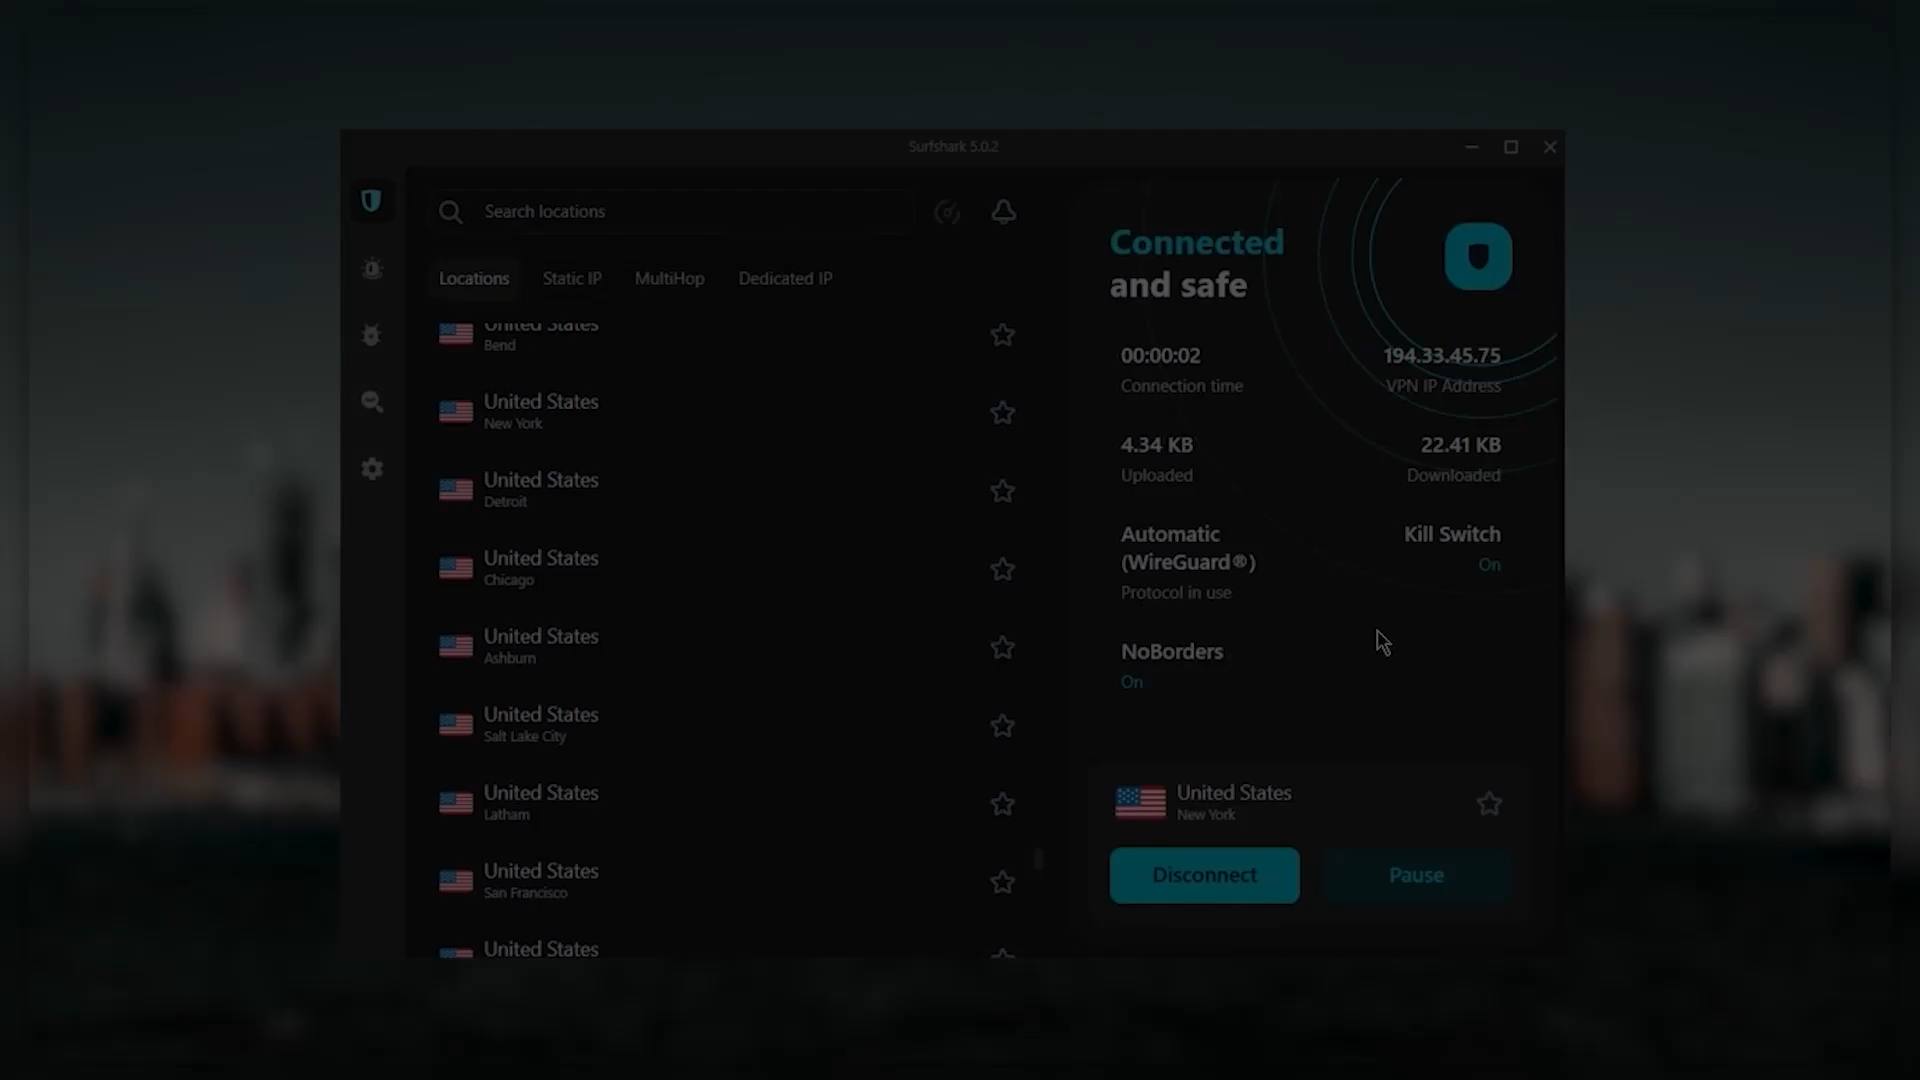 Surfshark 5.0.2
Search locations
Locations
Static IP
MultiHop
Dedicated IP
United States
Bend
United States
New York
United States
Detroit
United States
Chicago
United States
Ashburn
United States
Salt Lake City
United States
Latham
United States
San Francisco
United States
Connected
and safe
00:00:02
Connection time
194.33.45.75
VPN IP Address
4.34 KB
Uploaded
22.41 KB
Downloaded
Automatic
(WireGuard®)
Protocol in use
Kill Switch
On
NoBorders
On
United States
New York
Disconnect
Pause